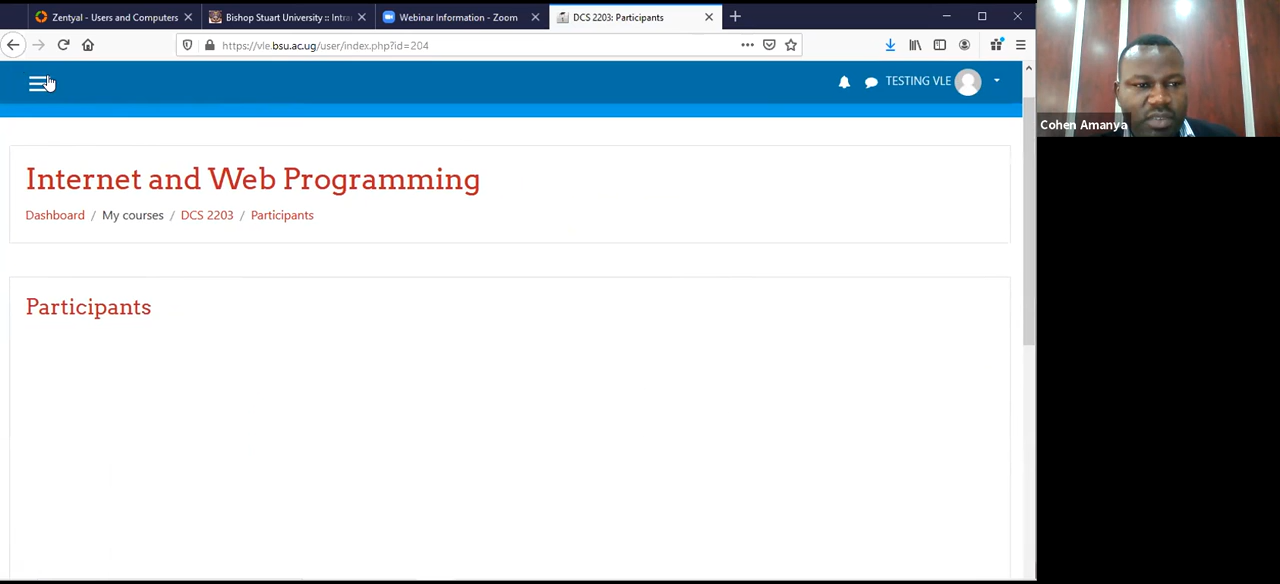 Zentyal - Users and Computers
Bishop Stuart University :: Intra
Webinar Information - Zoom
DCS 2203: Participants
https://vle.bsu.ac.ug/user/index.php?id=204
TESTING VLE
Cohen Amanya
Internet and Web Programming
Dashboard / My courses / DCS 2203 / Participants
Participants